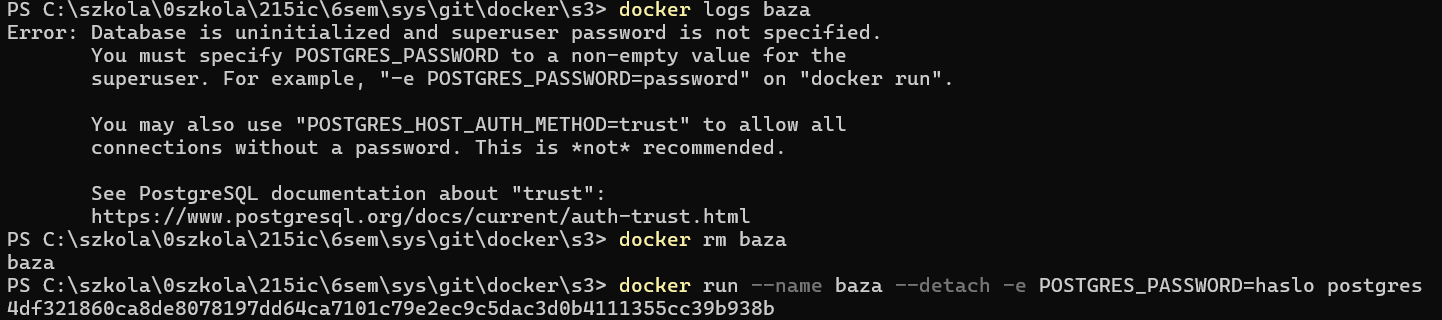 PS C:\szkola\0szkola\215ic\6sem\sys\git\docker\s3> docker logs baza
Error: Database is uninitialized and superuser password is not specified.
       You must specify POSTGRES_PASSWORD to a non-empty value for the
       superuser. For example, "-e POSTGRES_PASSWORD=password" on "docker run".

       You may also use "POSTGRES_HOST_AUTH_METHOD=trust" to allow all
       connections without a password. This is *not* recommended.

       See PostgreSQL documentation about "trust":
       https://www.postgresql.org/docs/current/auth-trust.html
PS C:\szkola\0szkola\215ic\6sem\sys\git\docker\s3> docker rm baza
baza
PS C:\szkola\0szkola\215ic\6sem\sys\git\docker\s3> docker run --name baza --detach -e POSTGRES_PASSWORD=haslo postgres
4df321860ca8de8078197dd64ca7101c79e2ec9c5dac3d0b4111355cc39b938b